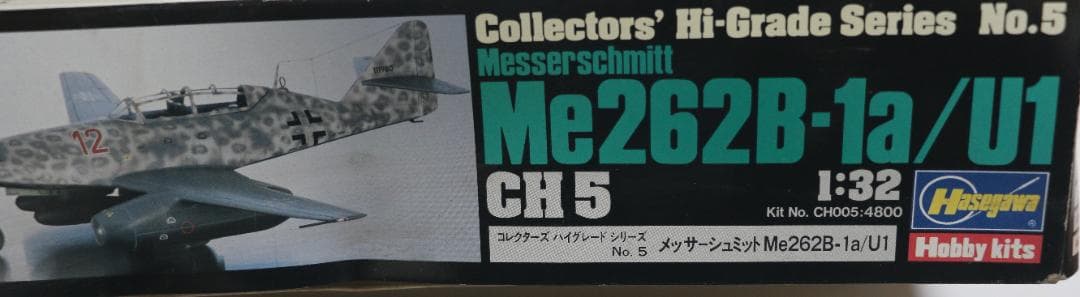 Collectors' Hi-Grade Series No.5
Messerschmitt
Me262B-1a/U1
CH5
1:32
Kit No. CH005:4800
Hasegawa
Hobby kits
コレクターズ ハイグレード シリーズ
No. 5
メッサーシュミット Me262B-1a/U1
12